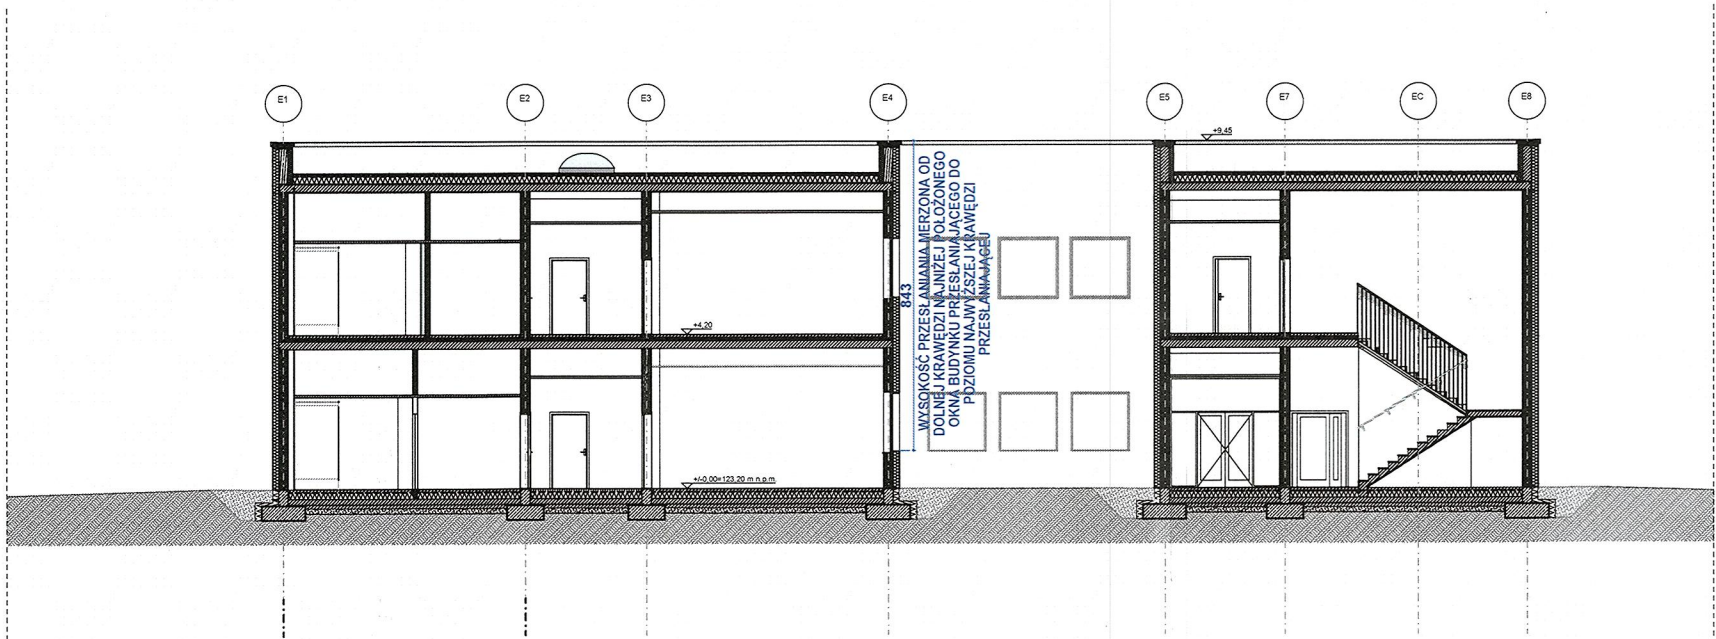 E1
E2
E3
E4
E5
E7
EC
E8
+9,45
WYSOKOŚĆ PRZESŁANIANIA MERZONA OD
DOLNEJ KRAWĘDZI NAJNIŻEJ POŁOŻONEGO
OKNA BUDYNKU PRZESŁANIAJĄCEGO DO
POZIOMU NAJWYŻSZEJ KRAWĘDZI
PRZESŁANIAJĄCEJ
843
+4,20
+/-0,00=123,20 m n.p.m.